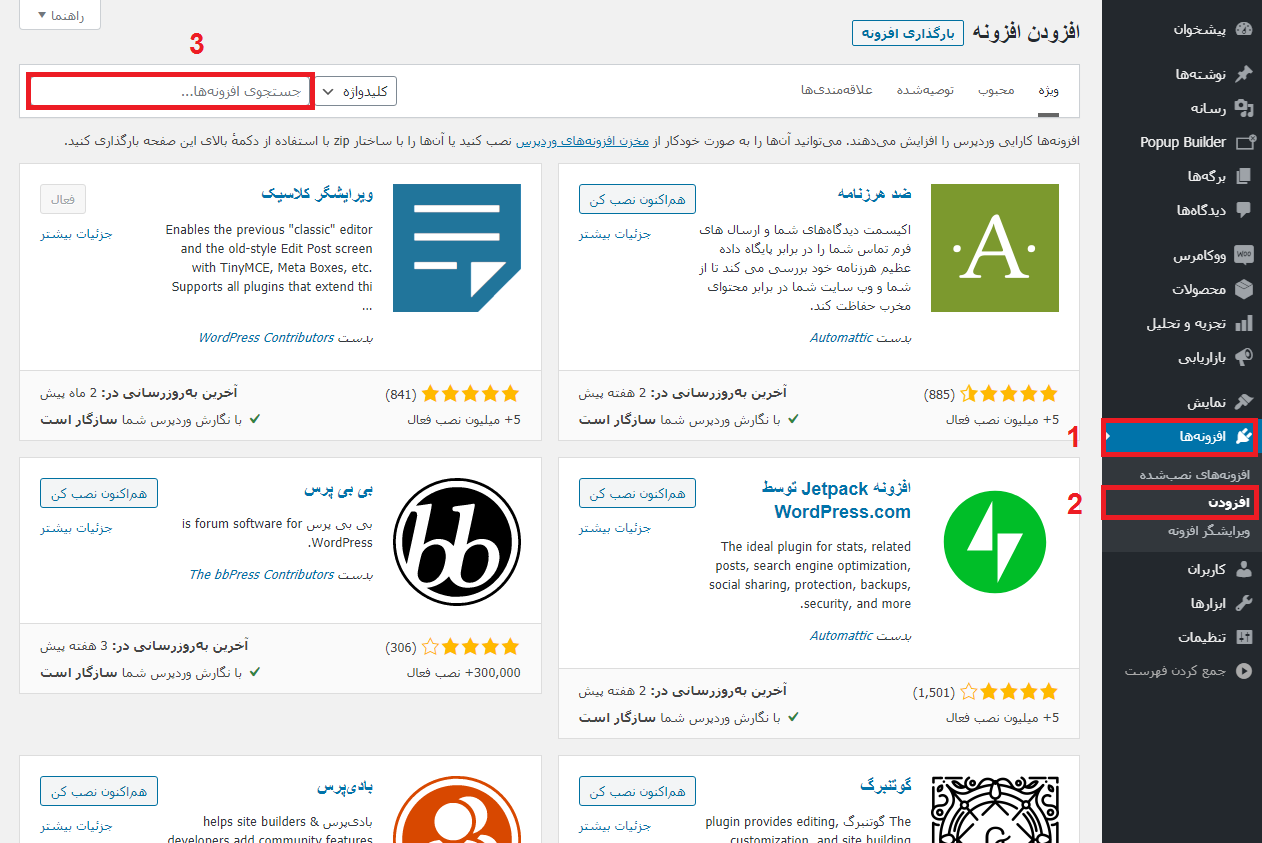 راهنما
افزودن افزونه
بارگذاری افزونه
3
ویژه
محبوب
توصیه‌شده
علاقه‌مندی‌ها
کلیدواژه
جستجوی افزونه‌ها...
افزونه‌ها کارایی وردپرس را افزایش می‌دهند. می‌توانید آن‌ها را به صورت خودکار از مخزن افزونه‌های وردپرس نصب کنید یا آن‌ها را با ساختار zip با استفاده از دکمهٔ بالای این صفحه بارگذاری کنید.
ضد هرزنامه
هم‌اکنون نصب کن
جزئیات بیشتر
اکیسمت دیدگاه‌های شما و ارسال های
فرم تماس شما را در برابر پایگاه داده
عظیم هرزنامه خود بررسی می کند تا از
شما و وب سایت شما در برابر محتوای
مخرب حفاظت کند.
بدست Automattic
(885)
آخرین به‌روزرسانی در: 2 هفته پیش
5+ میلیون نصب فعال
با نگارش وردپرس شما سازگار است
ویرایشگر کلاسیک
فعال
جزئیات بیشتر
Enables the previous "classic" editor
and the old-style Edit Post screen
with TinyMCE, Meta Boxes, etc.
Supports all plugins that extend thi
...
بدست WordPress Contributors
(841)
آخرین به‌روزرسانی در: 2 ماه پیش
5+ میلیون نصب فعال
با نگارش وردپرس شما سازگار است
افزونه Jetpack توسط
WordPress.com
هم‌اکنون نصب کن
جزئیات بیشتر
The ideal plugin for stats, related
posts, search engine optimization,
social sharing, protection, backups,
.security, and more
بدست Automattic
(1,501)
آخرین به‌روزرسانی در: 2 هفته پیش
5+ میلیون نصب فعال
با نگارش وردپرس شما سازگار است
بی بی پرس
هم‌اکنون نصب کن
جزئیات بیشتر
بی بی پرس is forum software for
.WordPress
بدست The bbPress Contributors
(306)
آخرین به‌روزرسانی در: 3 هفته پیش
300,000+ نصب فعال
با نگارش وردپرس شما سازگار است
گوتنبرگ
هم‌اکنون نصب کن
جزئیات بیشتر
The گوتنبرگ plugin provides editing,
customization, and site building
بادی‌پرس
هم‌اکنون نصب کن
جزئیات بیشتر
بادی‌پرس helps site builders &
developers add community features
پیشخوان
نوشته‌ها
رسانه
Popup Builder
برگه‌ها
دیدگاه‌ها
ووکامرس
محصولات
تجزیه و تحلیل
بازاریابی
نمایش
1
افزونه‌ها
افزونه‌های نصب‌شده
2
افزودن
ویرایشگر افزونه
کاربران
ابزارها
تنظیمات
جمع کردن فهرست